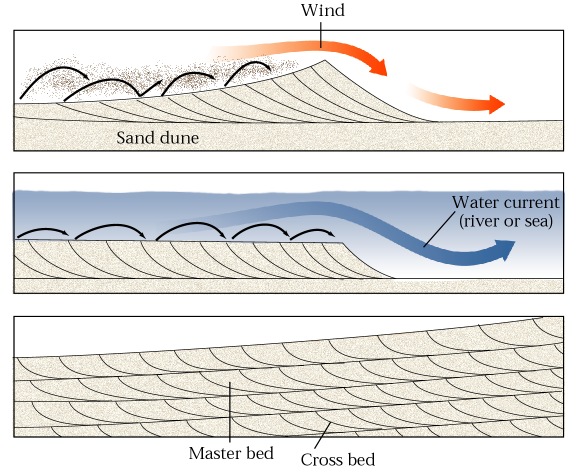 Wind
Sand dune
Water current
(river or sea)
Master bed
Cross bed